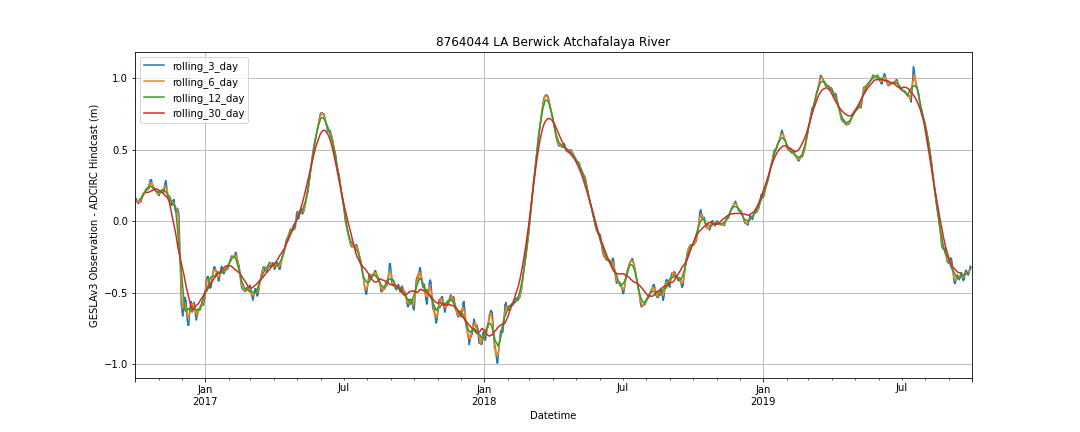 8764044 LA Berwick Atchafalaya River
rolling_3_day
rolling_6_day
rolling_12_day
rolling_30_day
GESLAv3 Observation - ADCIRC Hindcast (m)
1.0
0.5
0.0
−0.5
−1.0
Jan
2017
Jul
Jan
2018
Jul
Jan
2019
Jul
Datetime